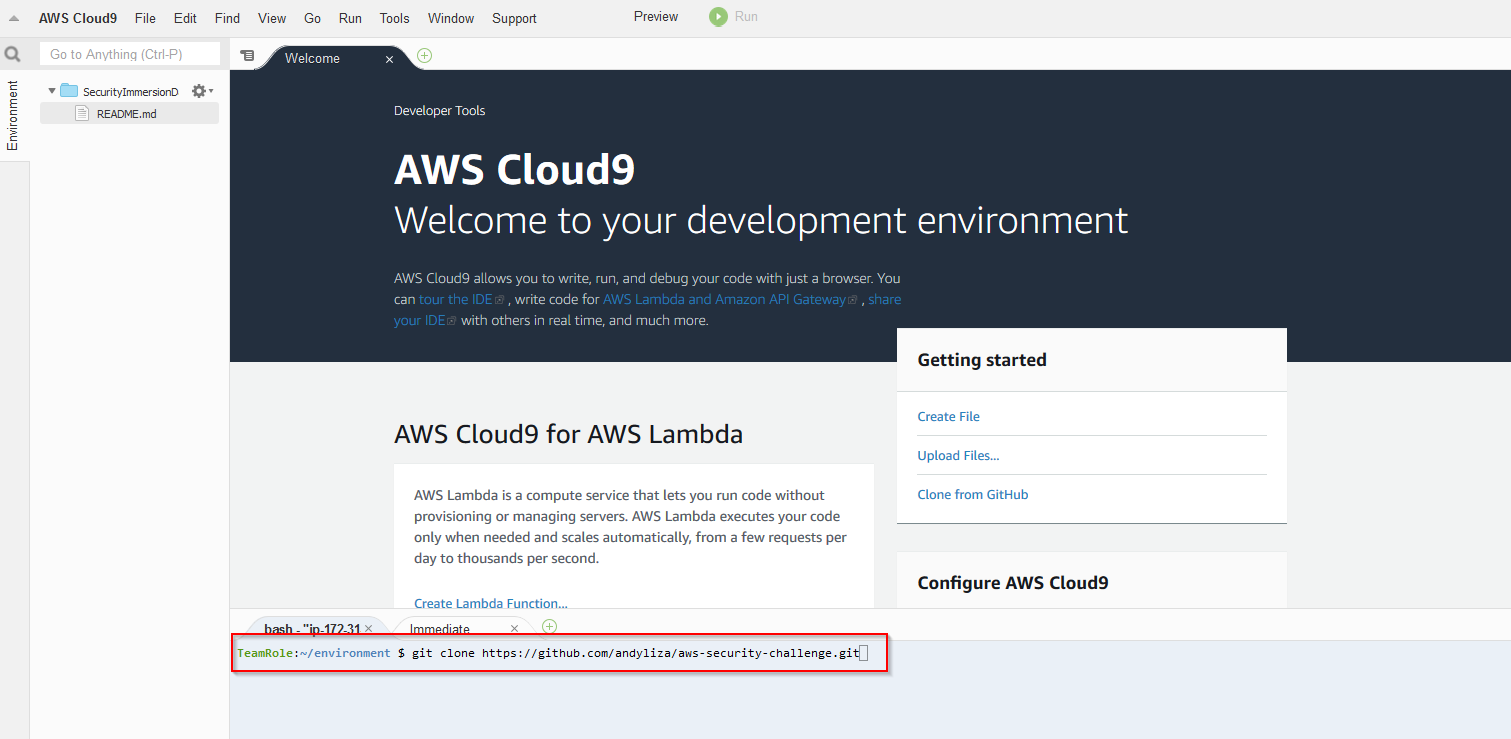 AWS Cloud9 File Edit Find View Go Run Tools Window Support Preview Run
Go to Anything (Ctrl-P)
Welcome
Environment
SecurityImmersionD
README.md
Developer Tools
AWS Cloud9
Welcome to your development environment
AWS Cloud9 allows you to write, run, and debug your code with just a browser. You
can tour the IDE , write code for AWS Lambda and Amazon API Gateway , share
your IDE with others in real time, and much more.
Getting started
Create File
Upload Files...
Clone from GitHub
AWS Cloud9 for AWS Lambda
AWS Lambda is a compute service that lets you run code without
provisioning or managing servers. AWS Lambda executes your code
only when needed and scales automatically, from a few requests per
day to thousands per second.
Create Lambda Function...
Configure AWS Cloud9
bash - "ip-172-31 Immediate
TeamRole:~/environment $ git clone https://github.com/andyliza/aws-security-challenge.git